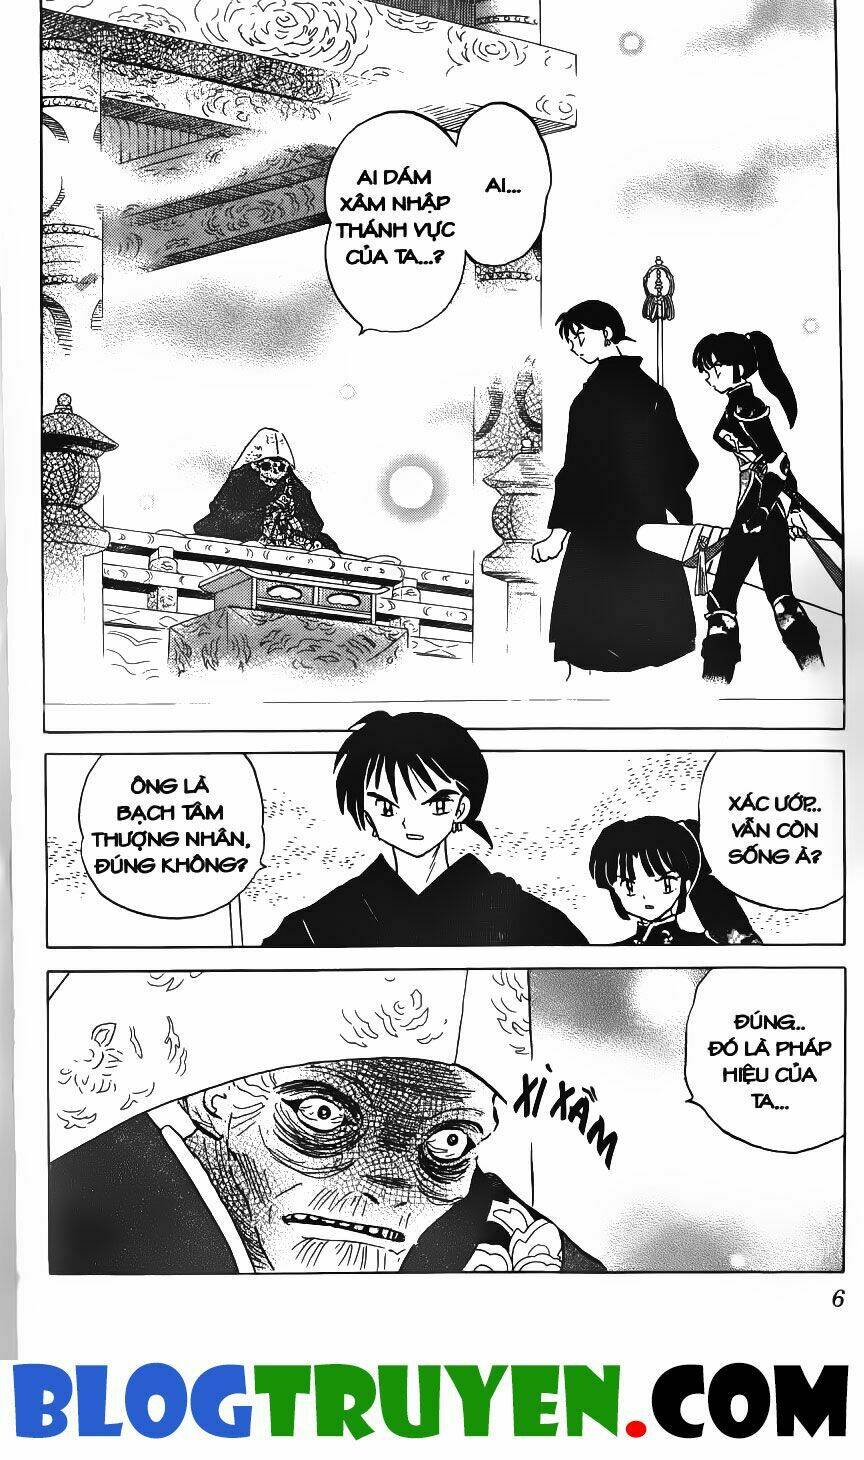 AI...
AI DÁM
XÂM NHẬP
THÁNH VỰC
CỦA TA...?
XÁC ƯỚP...
VẪN CÒN
SỐNG À?
ÔNG LÀ
BẠCH TÂM
THƯỢNG NHÂN,
ĐÚNG KHÔNG?
ĐÚNG...
ĐÓ LÀ PHÁP
HIỆU CỦA
TA...
XÌ XẦM
6
BLOGTRUYEN.COM